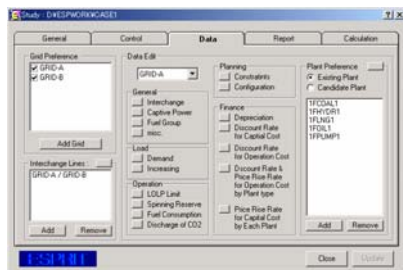 Study : D:¥ESPWORK¥CASE1
General
Control
Data
Report
Calculation
Grid Preference
GRID-A
GRID-B
Add Grid
Interchange Lines :
GRID-A / GRID-B
Add
Remove
Data Edit
GRID-A
General
Interchange
Captive Power
Fuel Group
misc.
Load
Demand
Increasing
Operation
LOLP Limit
Spinning Reserve
Fuel Consumption
Discharge of CO2
Planning
Constraints
Configuration
Finance
Depreciation
Discount Rate
for Capital Cost
Discount Rate
for Operation Cost
Discount Rate &
Price Rise Rate
for Operation Cost
by Plant type
Price Rise Rate
for Capital Cost
by Each Plant
Plant Preference
Existing Plant
Candidate Plant
1FCOAL1
1FHYDR1
1FLNG1
1FOIL1
1FPUMP1
Add
Remove
ESPRIT
Close
Update